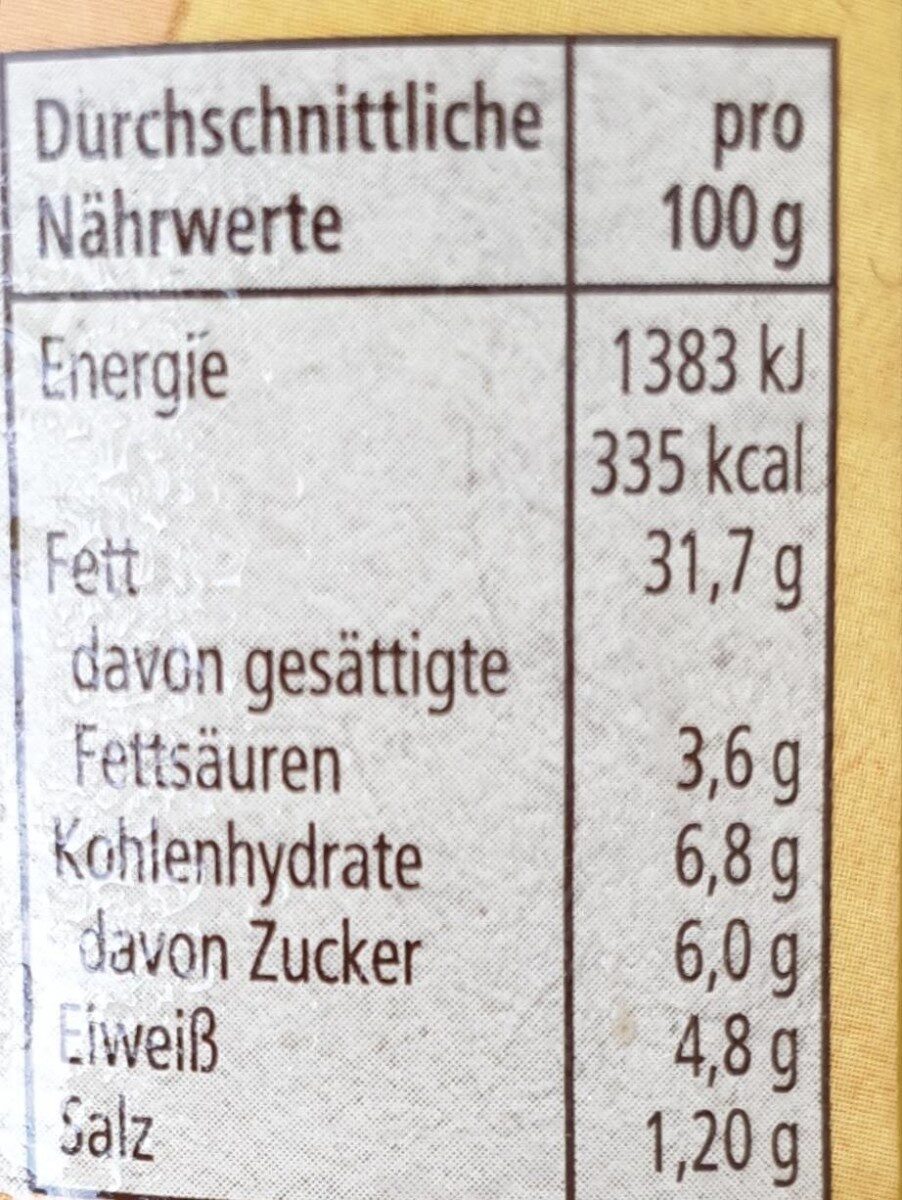 Durchschnittliche pro
Nährwerte 100 g
Energie 1383 kJ
335 kcal
Fett 31,7 g
davon gesättigte
Fettsäuren 3,6 g
Kohlenhydrate 6,8 g
davon Zucker 6,0 g
Eiweiß 4,8 g
Salz 1,20 g